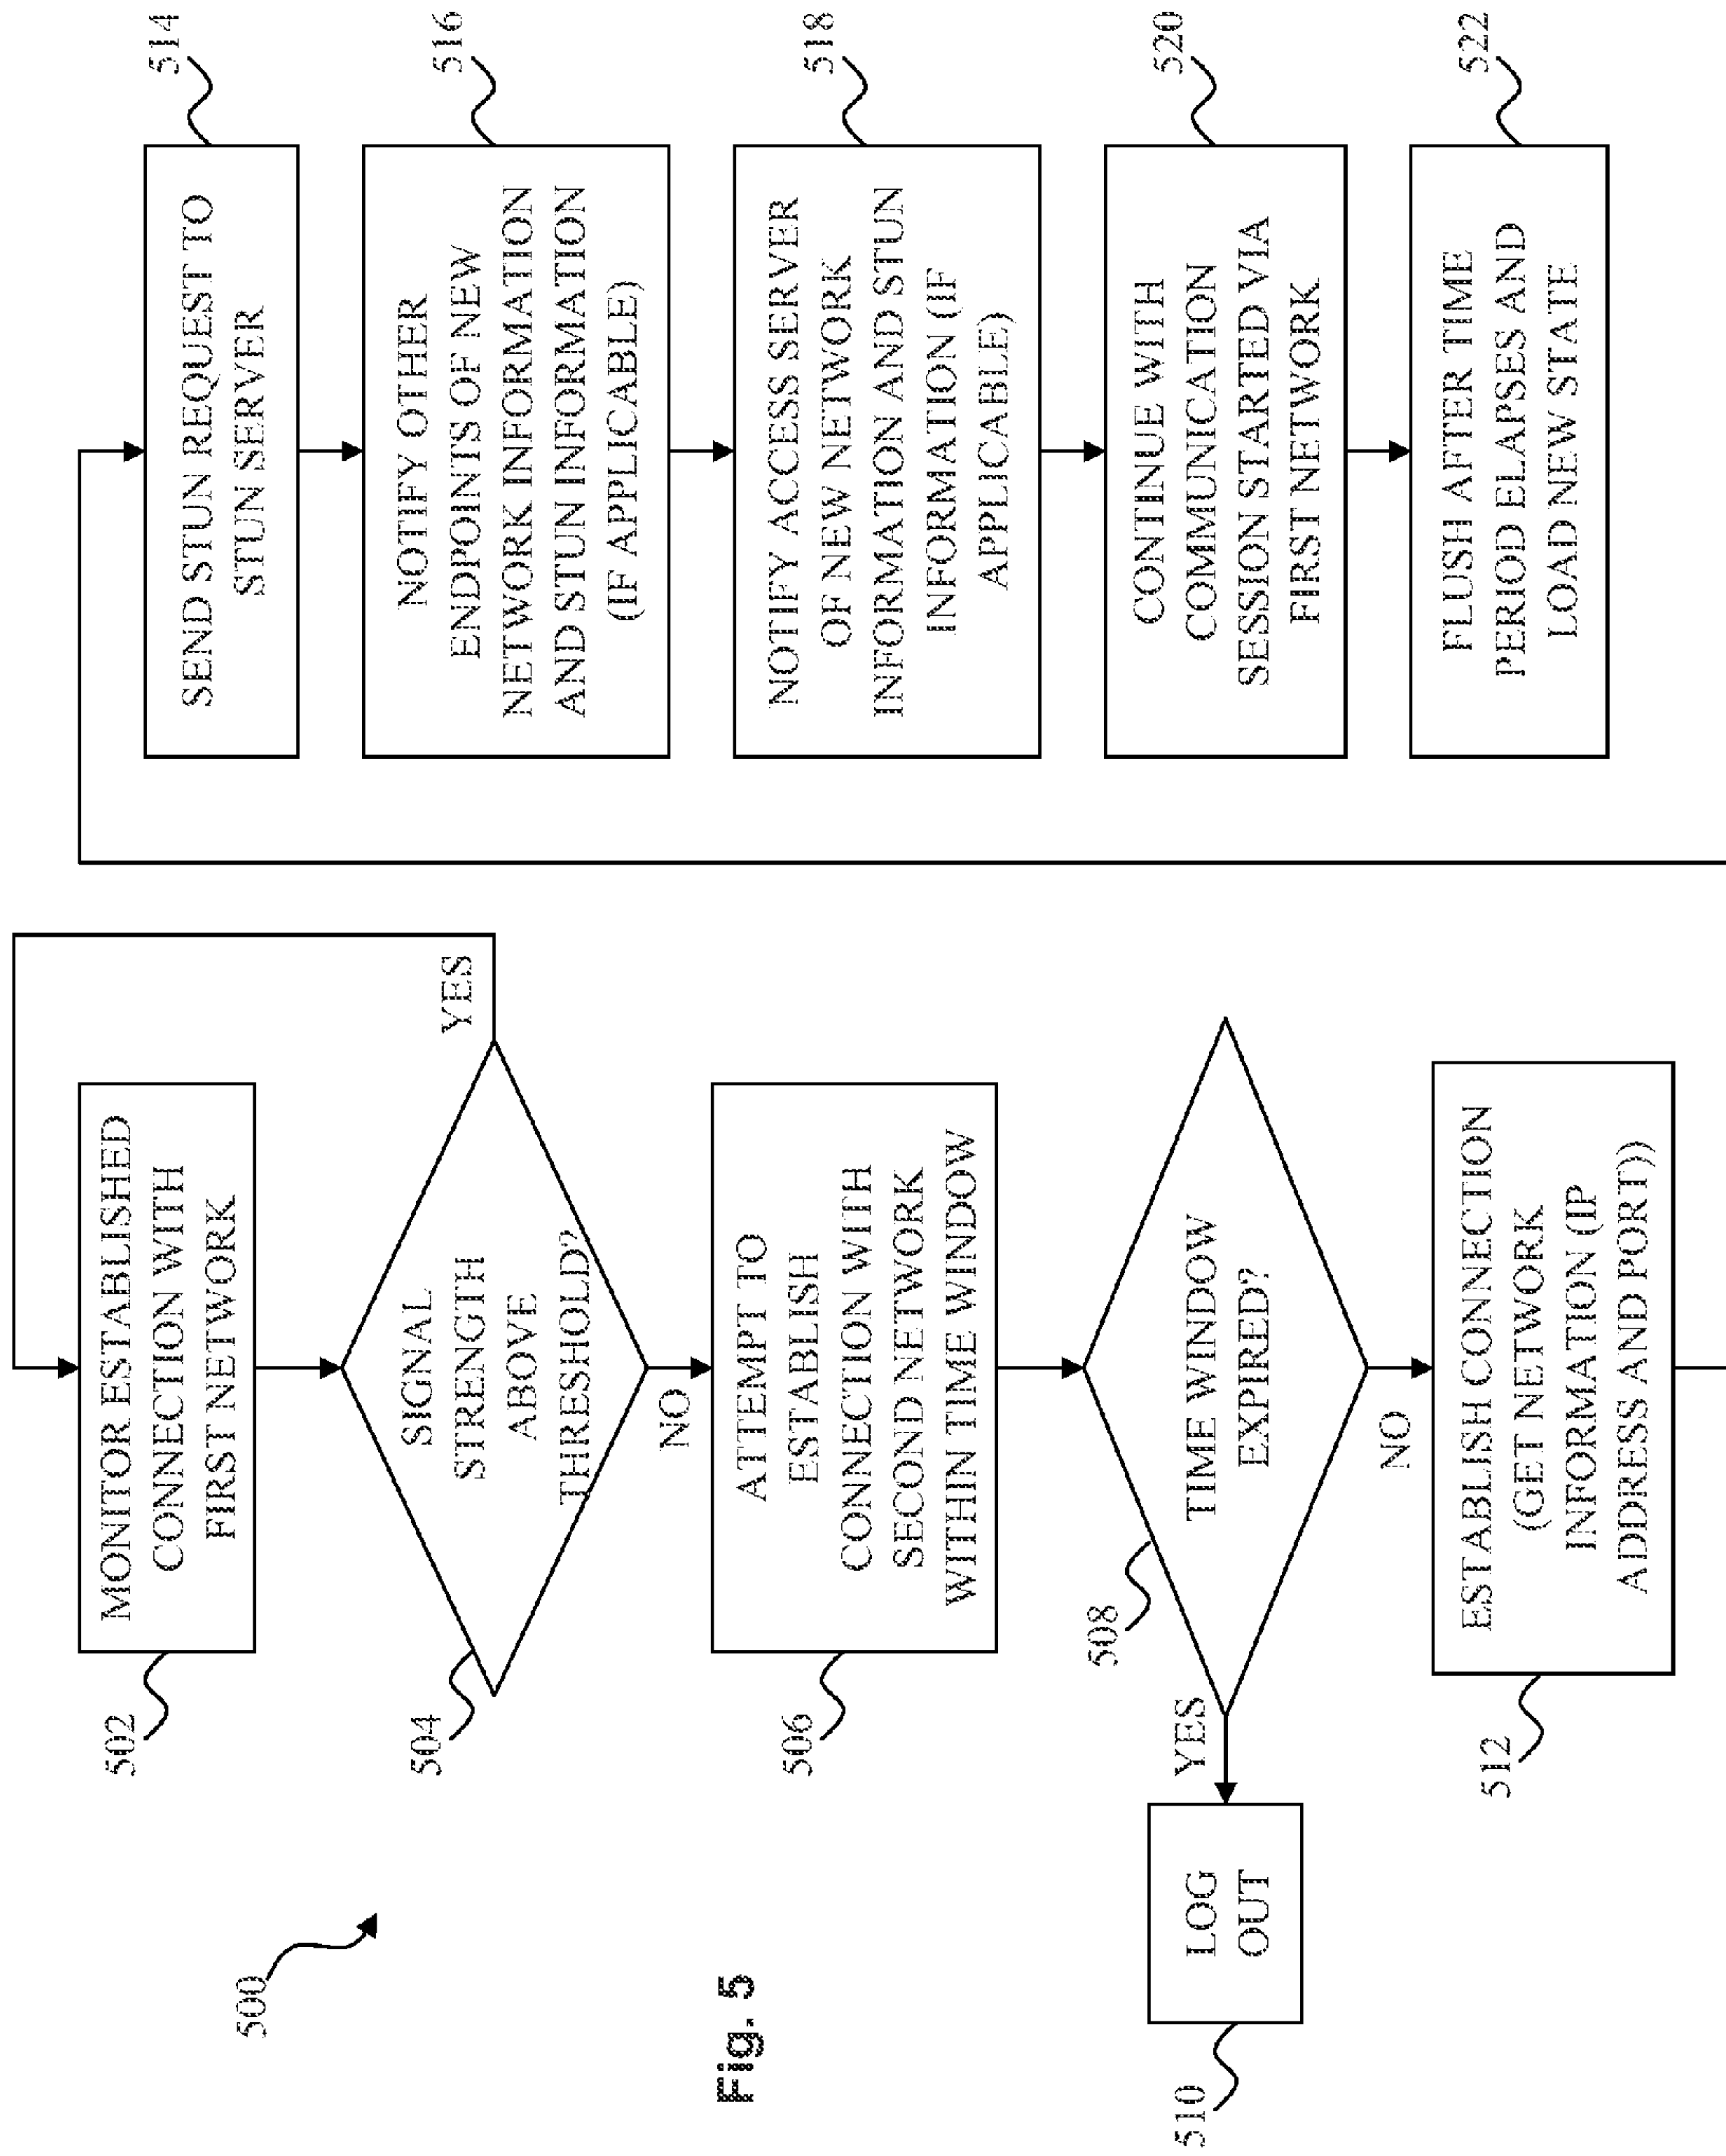 500
502
MONITOR ESTABLISHED
CONNECTION WITH
FIRST NETWORK
504
SIGNAL
STRENGTH
ABOVE
THRESHOLD?
YES
NO
506
ATTEMPT TO
ESTABLISH
CONNECTION WITH
SECOND NETWORK
WITHIN TIME WINDOW
508
TIME WINDOW
EXPIRED?
YES
NO
LOG
OUT
510
512
ESTABLISH CONNECTION
(GET NETWORK
INFORMATION (IP
ADDRESS AND PORT))
514
SEND STUN REQUEST TO
STUN SERVER
516
NOTIFY OTHER
ENDPOINTS OF NEW
NETWORK INFORMATION
AND STUN INFORMATION
(IF APPLICABLE)
518
NOTIFY ACCESS SERVER
OF NEW NETWORK
INFORMATION AND STUN
INFORMATION (IF
APPLICABLE)
520
CONTINUE WITH
COMMUNICATION
SESSION STARTED VIA
FIRST NETWORK
522
FLUSH AFTER TIME
PERIOD ELAPSES AND
LOAD NEW STATE
Fig. 5